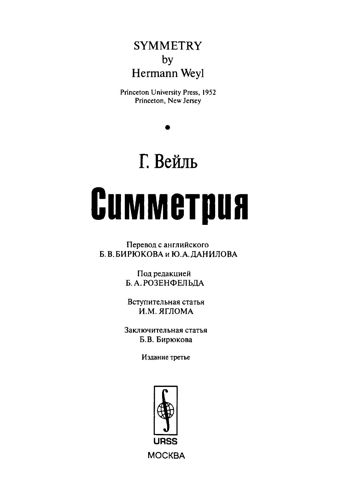 SYMMETRY
by
Hermann Weyl
Princeton University Press, 1952
Princeton, New Jersey
Г. Вейль
Симметрия
Перевод с английского
Б.В.БИРЮКОВА и Ю.А.ДАНИЛОВА
Под редакцией
Б.А.РОЗЕНФЕЛЬДА
Вступительная статья
И.М.ЯГЛОМА
Заключительная статья
Б.В. Бирюкова
Издание третье
URSS
МОСКВА